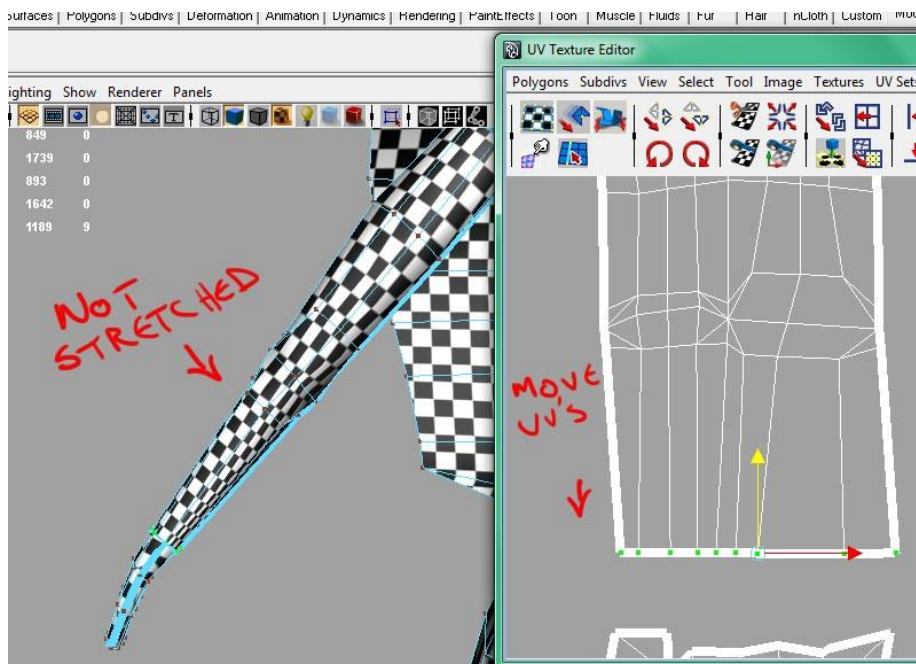 Surfaces | Polygons | Subdivs | Deformation | Animation | Dynamics | Rendering | PaintEffects | Toon | Muscle | Fluids | Fur | Hair | nCloth | Custom
UV Texture Editor
Polygons Subdivs View Select Tool Image Textures UV Sets
ighting Show Renderer Panels
849 0
1739 0
893 0
1642 0
1189 9
NOT
STRETCHED
MOVE
UV'S